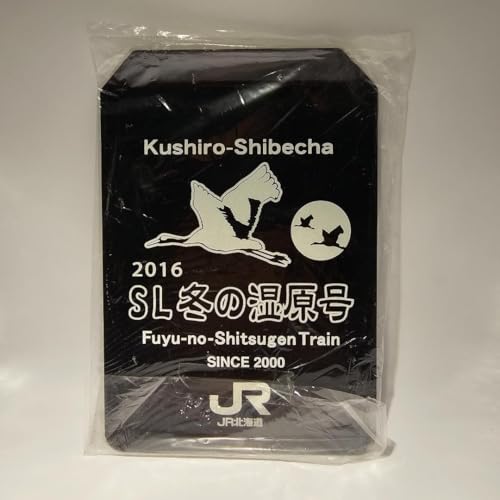 Kushiro-Shibecha
2016
SL冬の湿原号
Fuyu-no-Shitsugen Train
SINCE 2000
JR
JR北海道